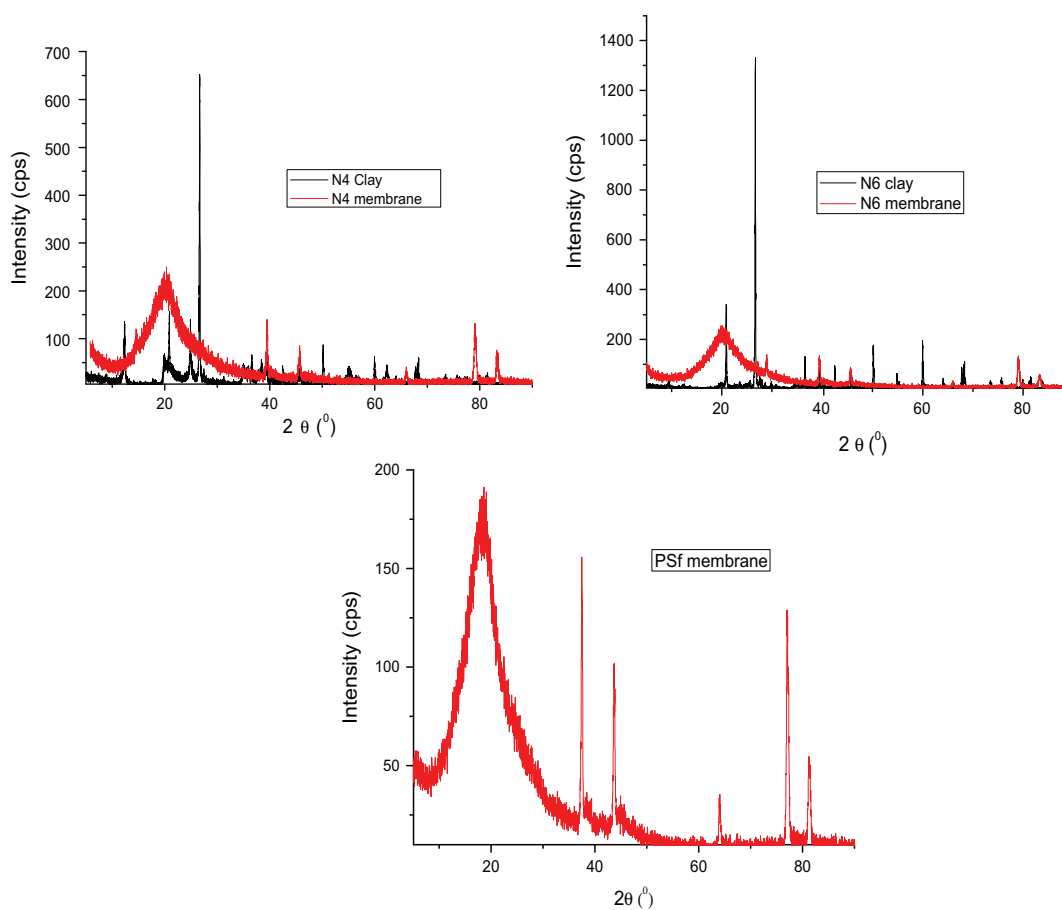 700
600
500
400
300
200
100
Intensity (cps)
N4 Clay
N4 membrane
20
40
60
80
2 θ (⁰)
1400
1200
1000
800
600
400
200
Intensity (cps)
N6 clay
N6 membrane
20
40
60
80
2 θ (⁰)
200
150
100
50
Intensity (cps)
PSf membrane
20
40
60
80
2θ (⁰)